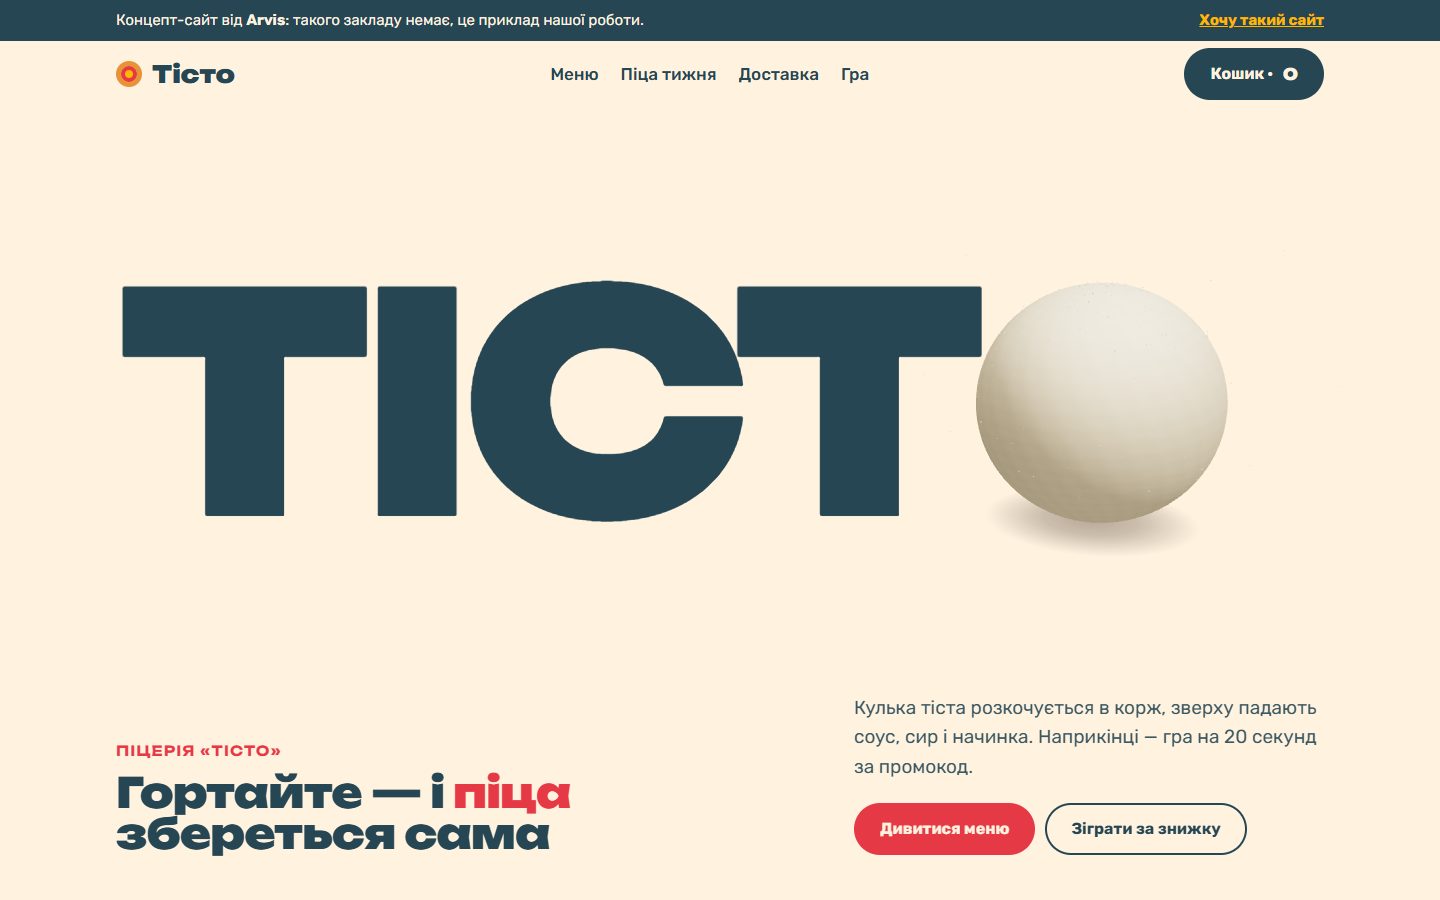 Концепт-сайт від Arvis: такого закладу немає, це приклад нашої роботи.
Хочу такий сайт
Тісто
Меню
Піца тижня
Доставка
Гра
Кошик • 0
ТІСТ
ПІЦЕРІЯ «ТІСТО»
Гортайте — і піца
збереться сама
Кулька тіста розкочується в корж, зверху падають
соус, сир і начинка. Наприкінці — гра на 20 секунд
за промокод.
Дивитися меню
Зіграти за знижку